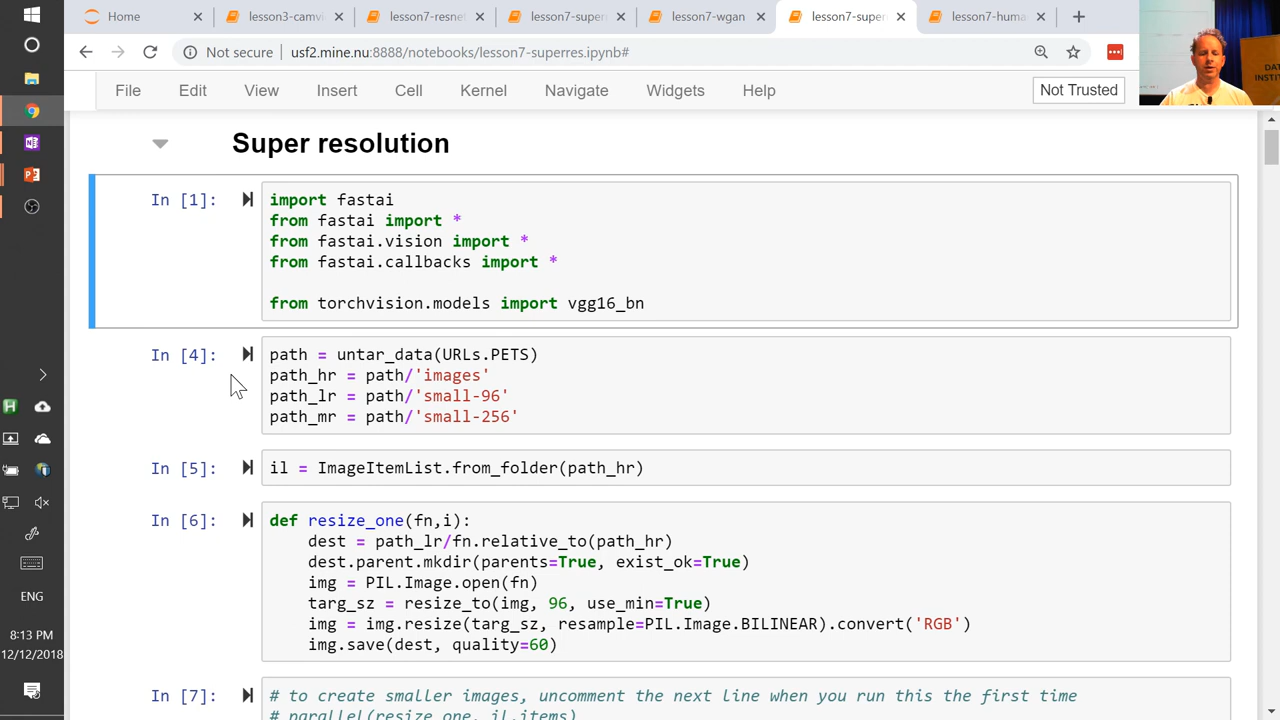 Home
lesson3-camvi
lesson7-resne
lesson7-super
lesson7-wgan
lesson7-super
lesson7-huma
Not secure
usf2.mine.nu:8888/notebooks/lesson7-superres.ipynb#
File Edit View Insert Cell Kernel Navigate Widgets Help
Not Trusted
Super resolution
In [1]:
import fastai
from fastai import *
from fastai.vision import *
from fastai.callbacks import *
from torchvision.models import vgg16_bn
In [4]:
path = untar_data(URLs.PETS)
path_hr = path/'images'
path_lr = path/'small-96'
path_mr = path/'small-256'
In [5]:
il = ImageItemList.from_folder(path_hr)
In [6]:
def resize_one(fn,i):
    dest = path_lr/fn.relative_to(path_hr)
    dest.parent.mkdir(parents=True, exist_ok=True)
    img = PIL.Image.open(fn)
    targ_sz = resize_to(img, 96, use_min=True)
    img = img.resize(targ_sz, resample=PIL.Image.BILINEAR).convert('RGB')
    img.save(dest, quality=60)
In [7]:
# to create smaller images, uncomment the next line when you run this the first time
# parallel(resize_one, il.items)
ENG
8:13 PM
12/12/2018
DAT
INSTIT